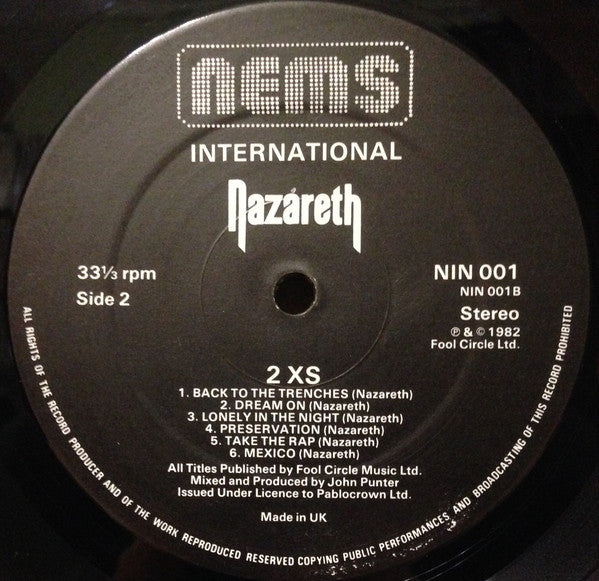 nems
INTERNATIONAL
Nazareth
33⅓ rpm
Side 2
NIN 001
NIN 001B
Stereo
℗ & © 1982
Fool Circle Ltd.
2 XS
1. BACK TO THE TRENCHES (Nazareth)
2. DREAM ON (Nazareth)
3. LONELY IN THE NIGHT (Nazareth)
4. PRESERVATION (Nazareth)
5. TAKE THE RAP (Nazareth)
6. MEXICO (Nazareth)
All Titles Published by Fool Circle Music Ltd.
Mixed and Produced by John Punter
Issued Under Licence to Pablocrown Ltd.
Made in UK
ALL RIGHTS OF THE RECORD PRODUCER AND OF THE WORK REPRODUCED RESERVED COPYING PUBLIC PERFORMANCES AND BROADCASTING OF THIS RECORD PROHIBITED